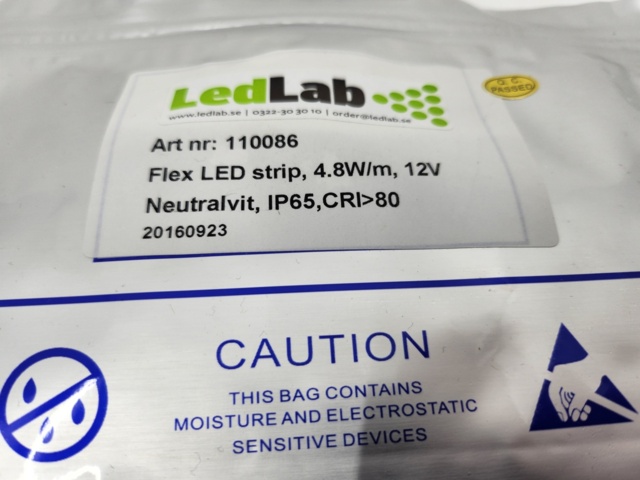 LedLab
www.ledlab.se | 0322-30 30 10 | order@ledlab.se
Q.C.
PASSED
Art nr: 110086
Flex LED strip, 4.8W/m, 12V
Neutralvit, IP65,CRI>80
20160923
CAUTION
THIS BAG CONTAINS
MOISTURE AND ELECTROSTATIC
SENSITIVE DEVICES